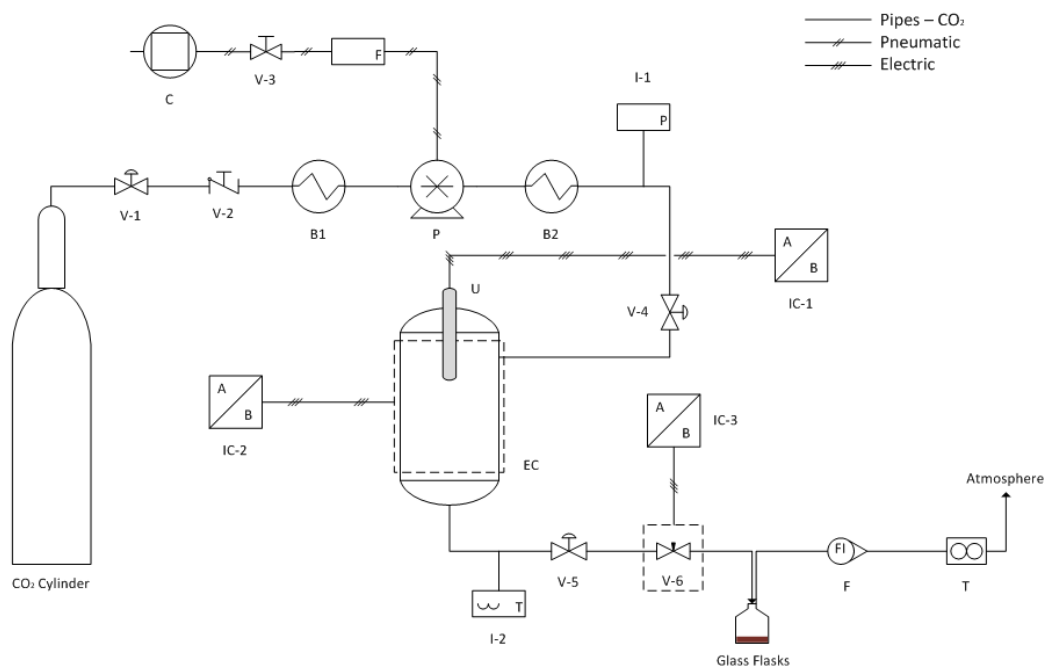 Pipes – CO₂
Pneumatic
Electric
I-1
P
F
V-3
C
V-1
V-2
B1
P
B2
A
B
IC-1
U
V-4
A
B
IC-2
A
B
IC-3
EC
Atmosphere
CO₂ Cylinder
V-5
V-6
FI
F
T
T
I-2
Glass Flasks